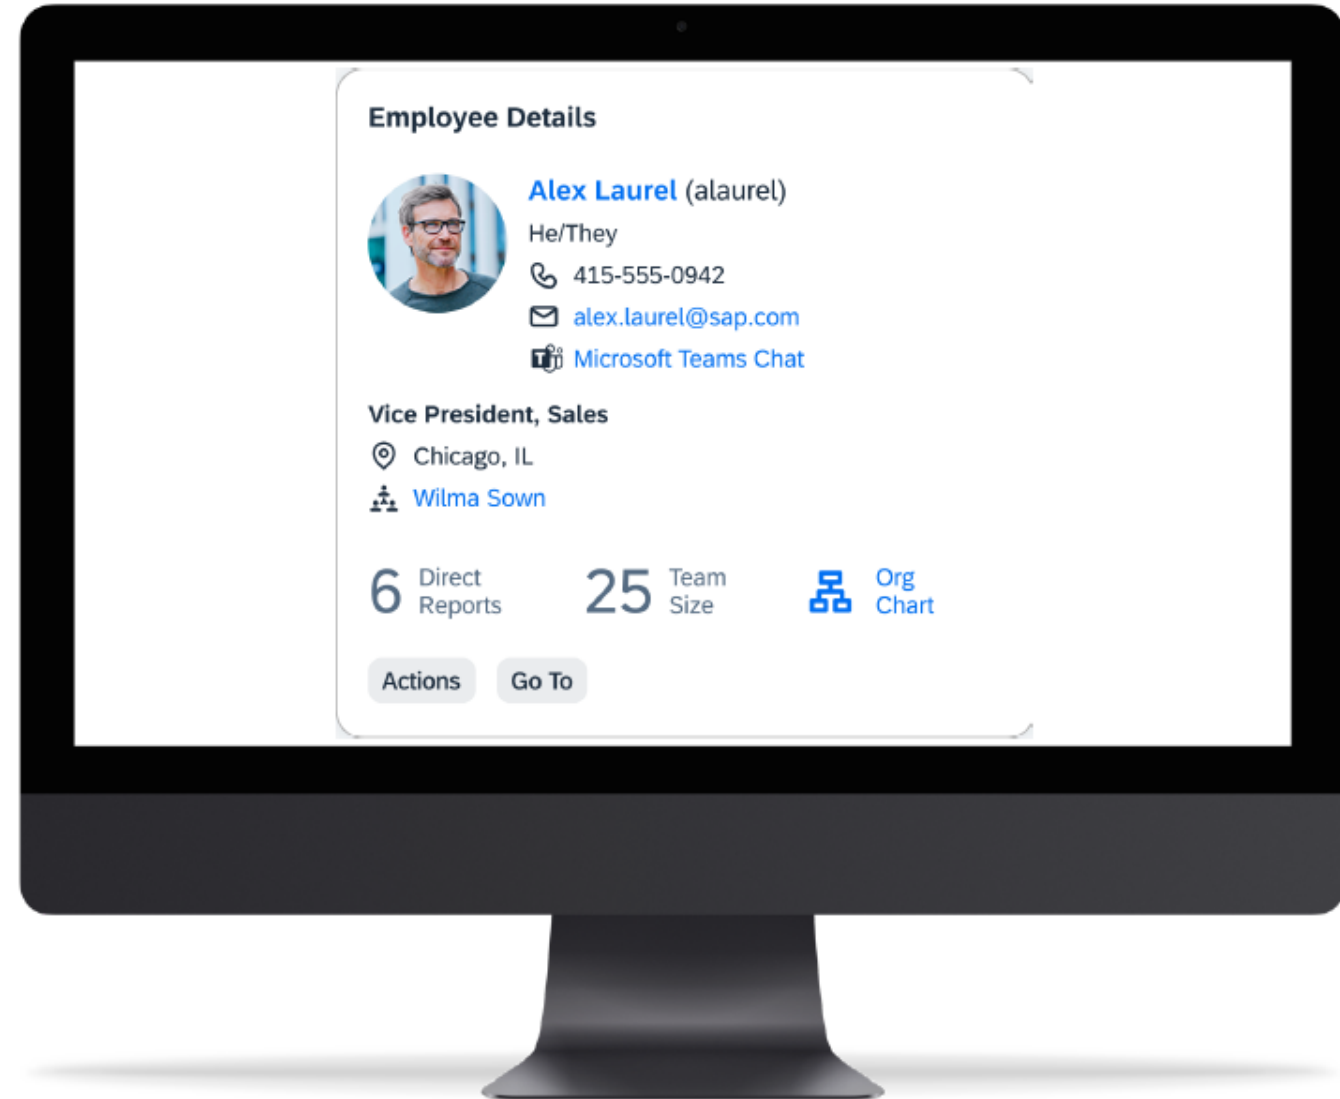 Employee Details
Alex Laurel (alaurel)
He/They
415-555-0942
alex.laurel@sap.com
Microsoft Teams Chat
Vice President, Sales
Chicago, IL
Wilma Sown
6 Direct Reports
25 Team Size
Org Chart
Actions
Go To